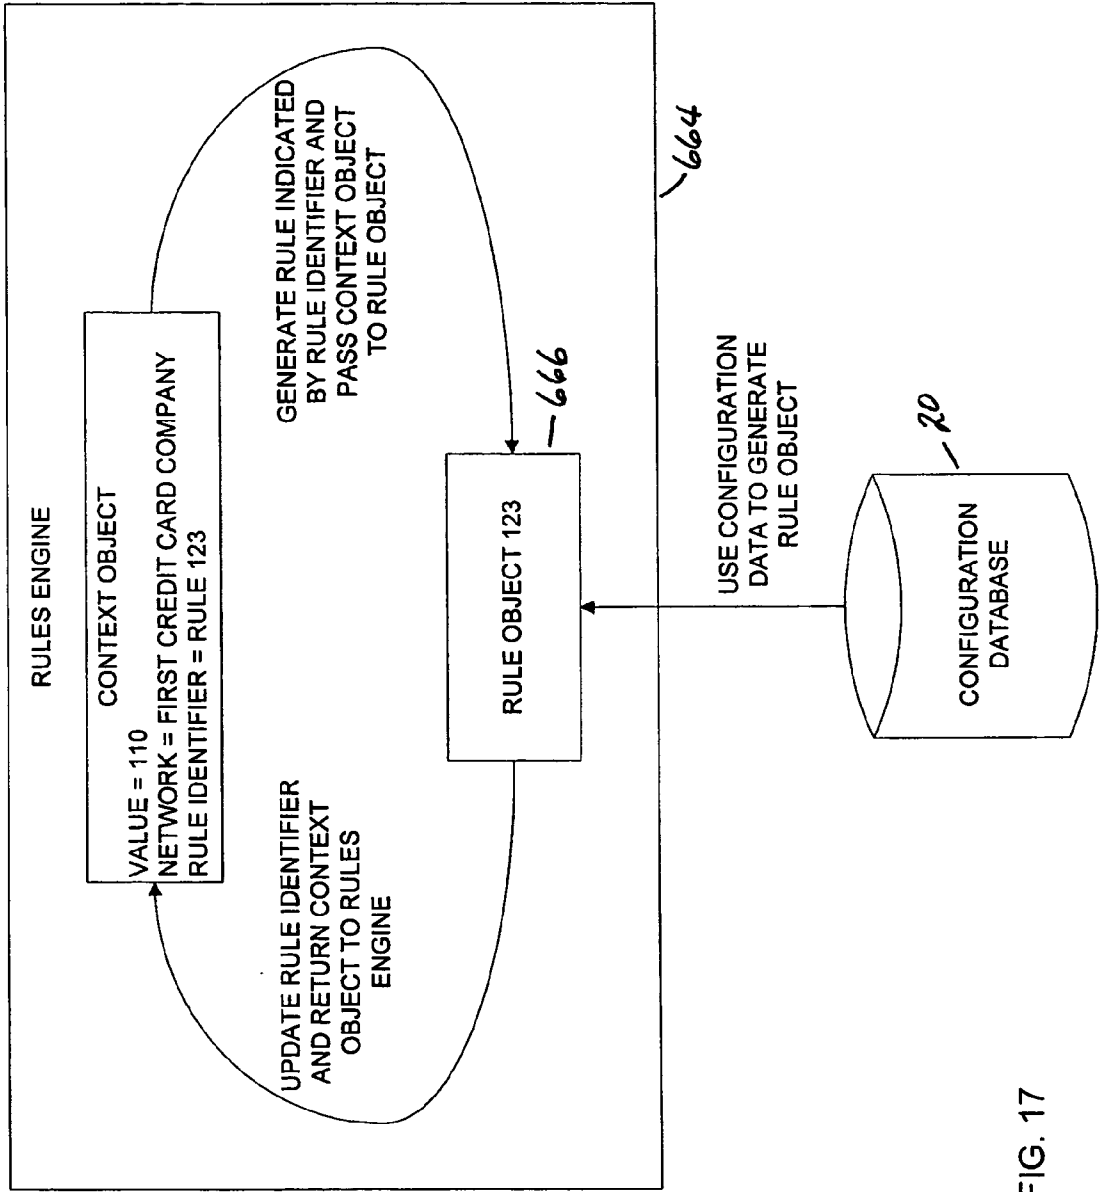 RULES ENGINE
CONTEXT OBJECT
VALUE = 110
NETWORK = FIRST CREDIT CARD COMPANY
RULE IDENTIFIER = RULE 123
GENERATE RULE INDICATED
BY RULE IDENTIFIER AND
PASS CONTEXT OBJECT
TO RULE OBJECT
UPDATE RULE IDENTIFIER
AND RETURN CONTEXT
OBJECT TO RULES
ENGINE
RULE OBJECT 123
666
664
USE CONFIGURATION
DATA TO GENERATE
RULE OBJECT
20
CONFIGURATION
DATABASE
FIG. 17